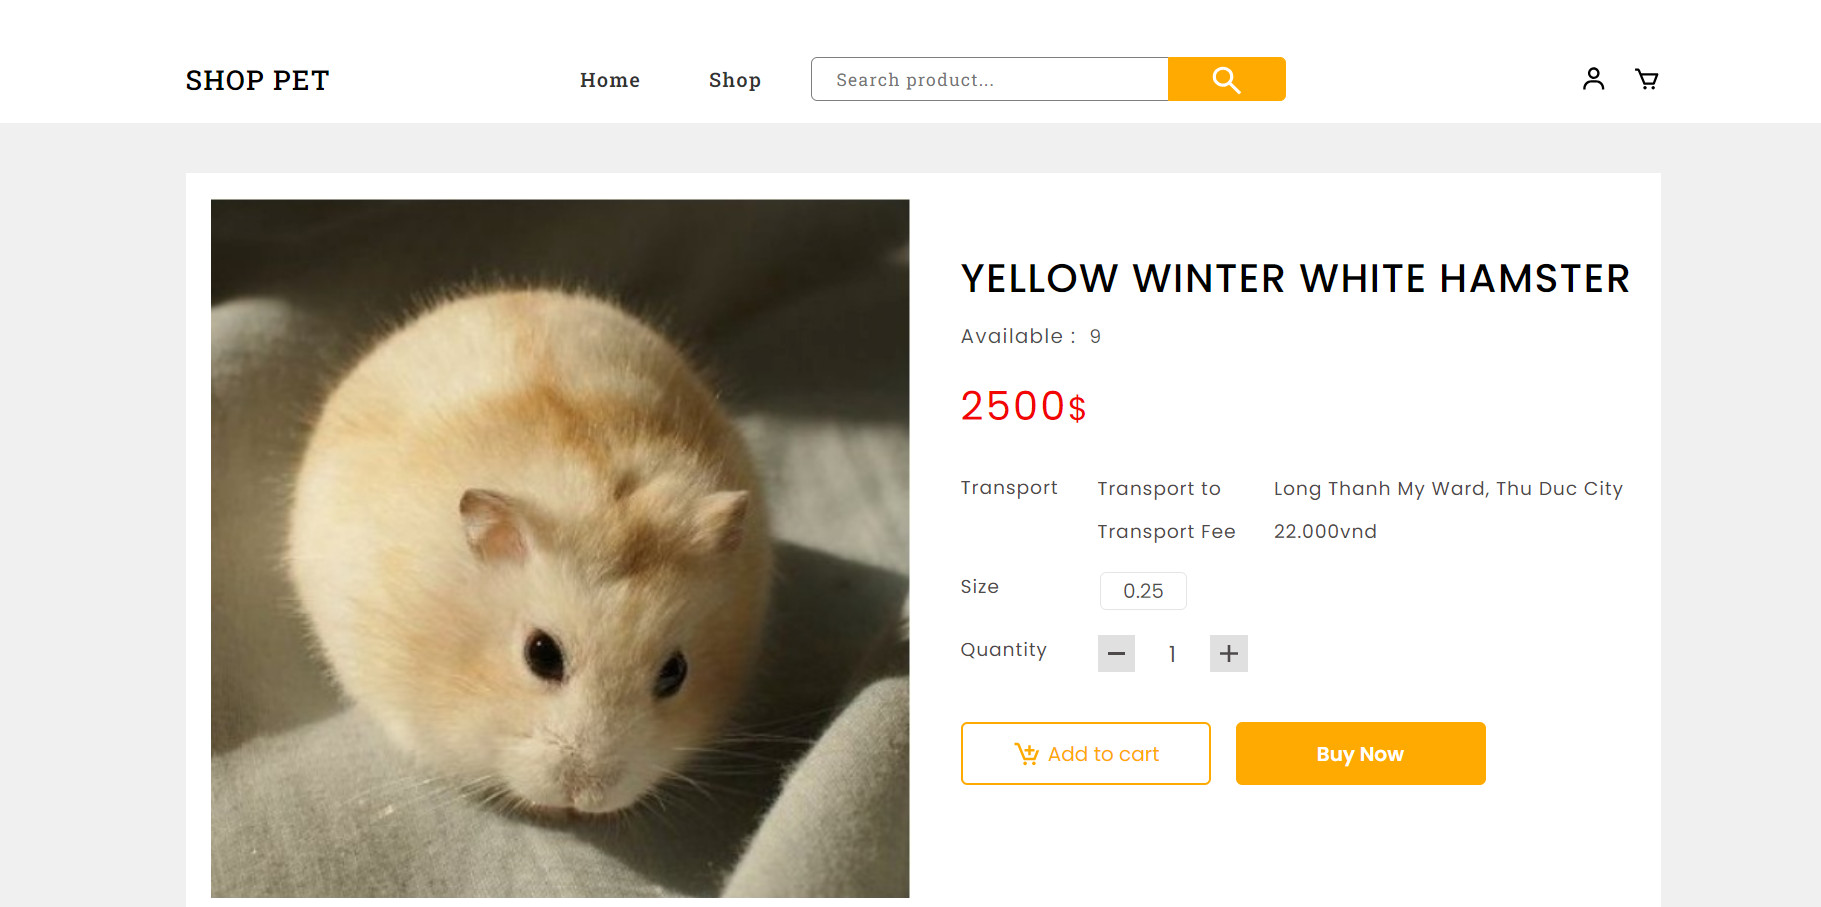 SHOP PET
Home
Shop
Search product...
YELLOW WINTER WHITE HAMSTER
Available : 9
2500$
Transport
Transport to
Long Thanh My Ward, Thu Duc City
Transport Fee
22.000vnd
Size
0.25
Quantity
1
Add to cart
Buy Now